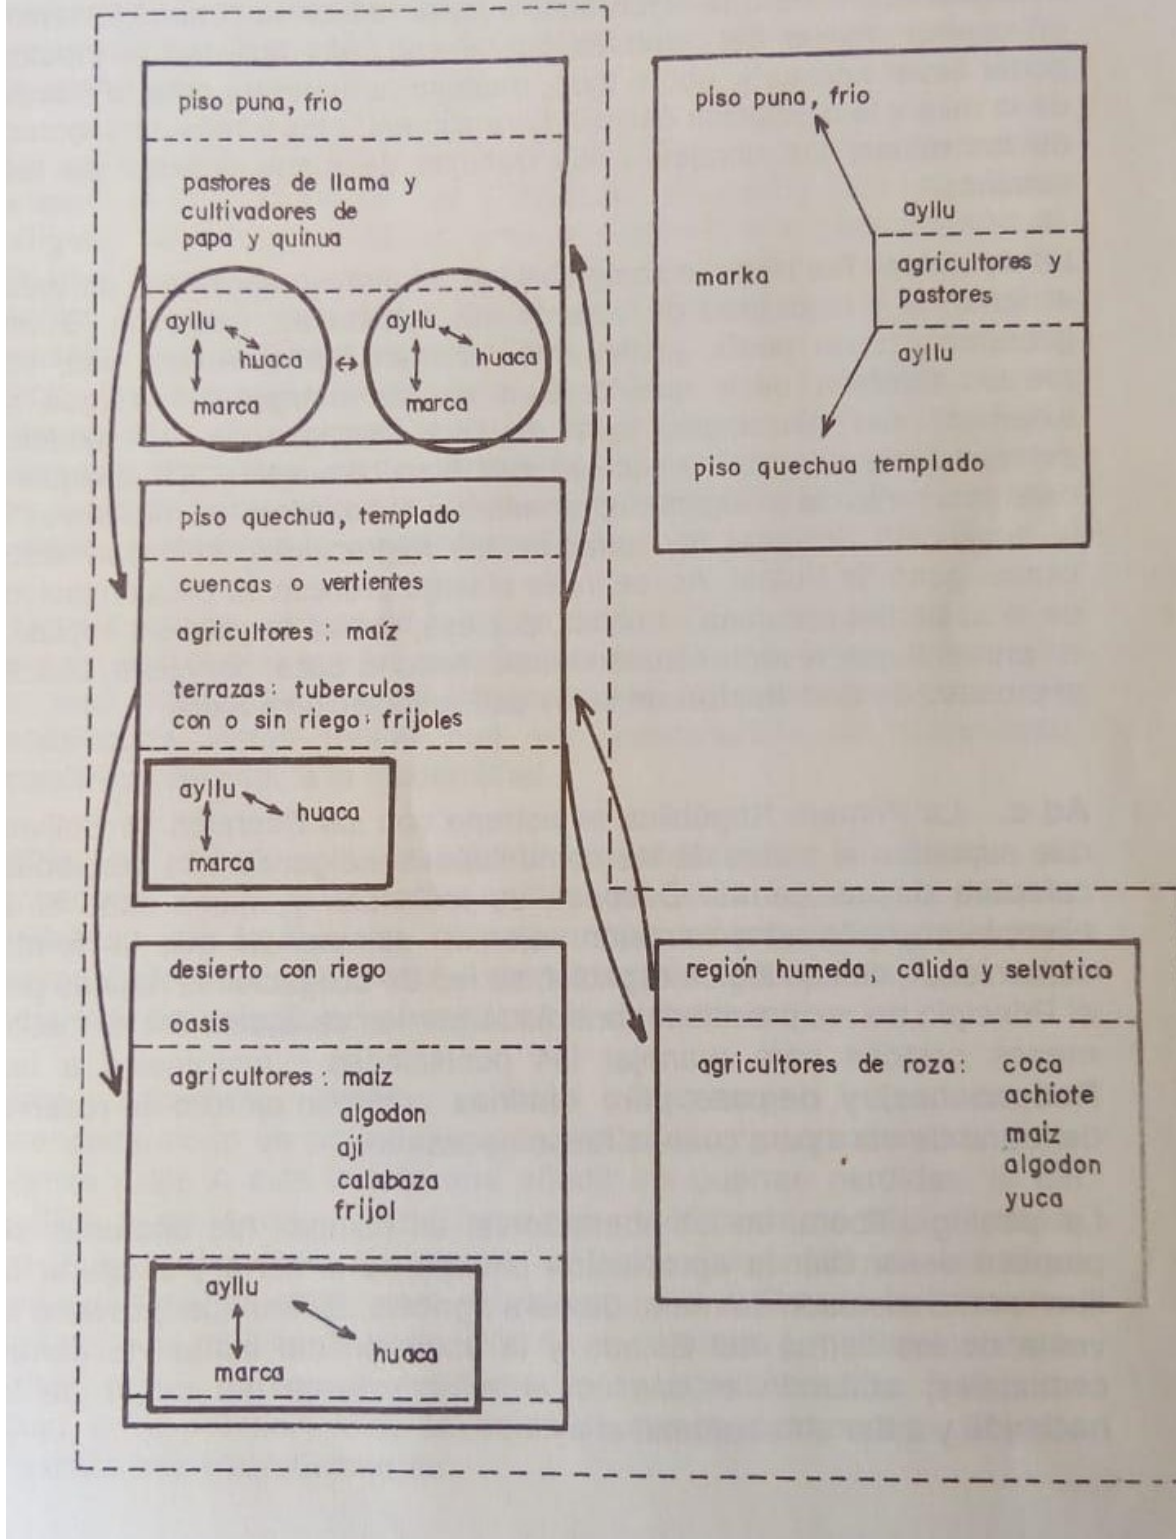 piso puna, frio
pastores de llama y
cultivadores de
papa y quinua
ayllu
huaca
marca
ayllu
huaca
marca
piso quechua, templado
cuencas o vertientes
agricultores : maíz
terrazas: tuberculos
con o sin riego: frijoles
ayllu
huaca
marca
desierto con riego
oasis
agricultores : maiz
algodon
aji
calabaza
frijol
ayllu
huaca
marca
piso puna, frio
ayllu
marka
agricultores y
pastores
ayllu
piso quechua templado
región humeda, calida y selvatica
agricultores de roza: coca
achiote
maiz
algodon
yuca